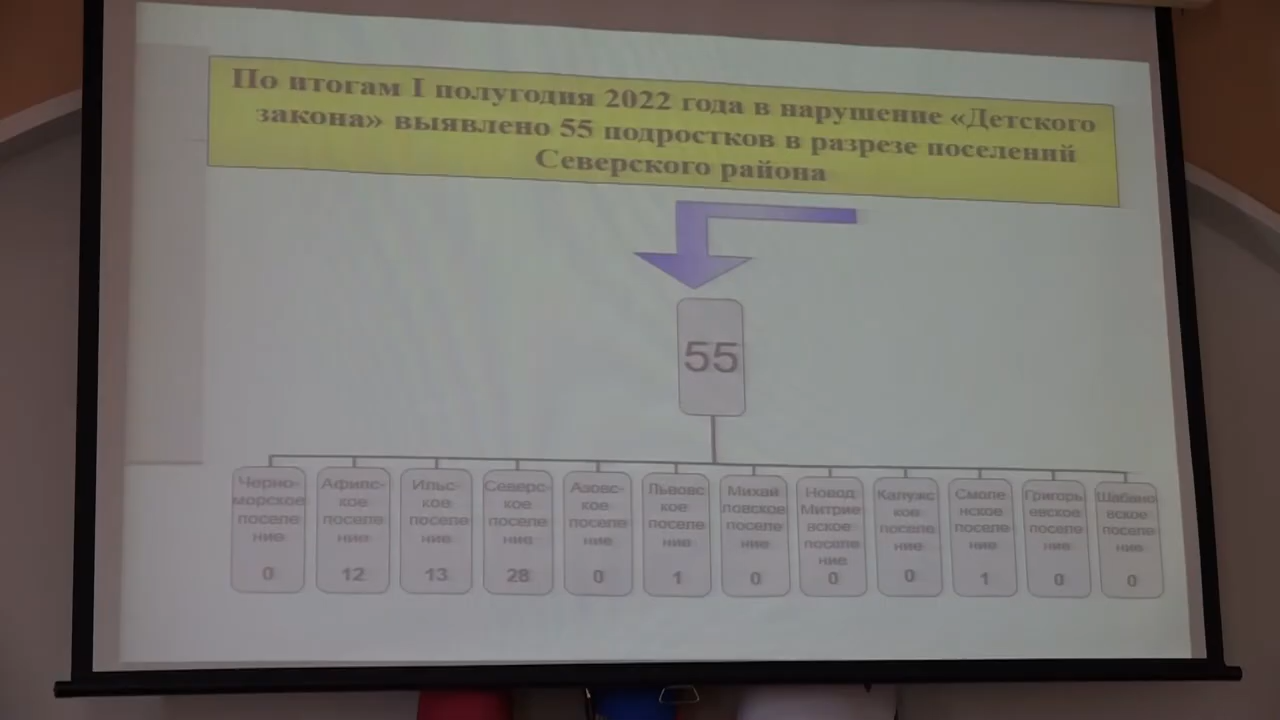 По итогам I полугодия 2022 года в нарушение «Детского
закона» выявлено 55 подростков в разрезе поселений
Северского района
55
Черно-
морское
поселе
ние
0
Афипс-
кое
поселе
ние
12
Ильс-
кое
поселе
ние
13
Северс-
кое
поселе
ние
28
Азовс-
кое
поселе
ние
0
Львовс
кое
поселе
ние
1
Михай
ловское
поселе
ние
0
Новод
Митрие
вское
поселе
ние
0
Калужс
кое
поселе
ние
0
Смоле
нское
поселе
ние
1
Григорь
евское
поселе
ние
0
Шабано
вское
поселе
ние
0